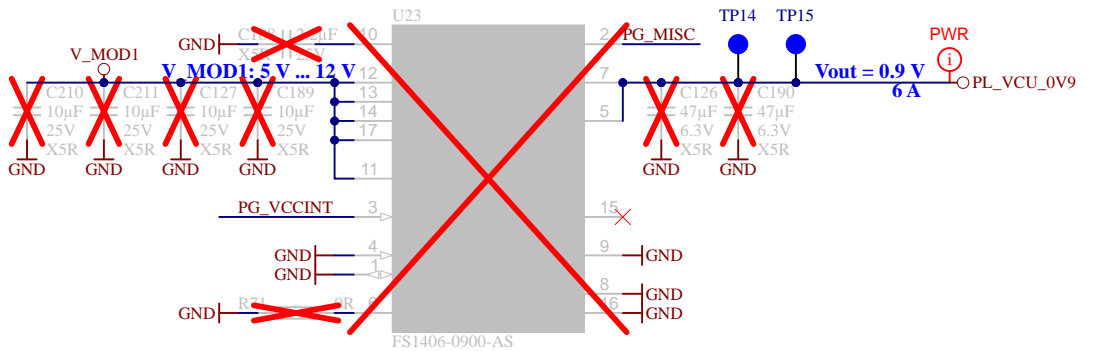 U23
TP14
TP15
GND
10
2
PG_MISC
PWR
i
V_MOD1
V_MOD1: 5 V ... 12 V
12
7
Vout = 0.9 V
6 A
PL_VCU_0V9
C210
10µF
25V
X5R
GND
C211
10µF
25V
X5R
GND
C127
10µF
25V
X5R
GND
C189
10µF
25V
X5R
GND
13
14
17
11
5
C126
47µF
6.3V
X5R
GND
C190
47µF
6.3V
X5R
GND
PG_VCCINT
3
15
GND
4
9
GND
GND
1
8
GND
GND
R71
0R
6
16
GND
FS1406-0900-AS